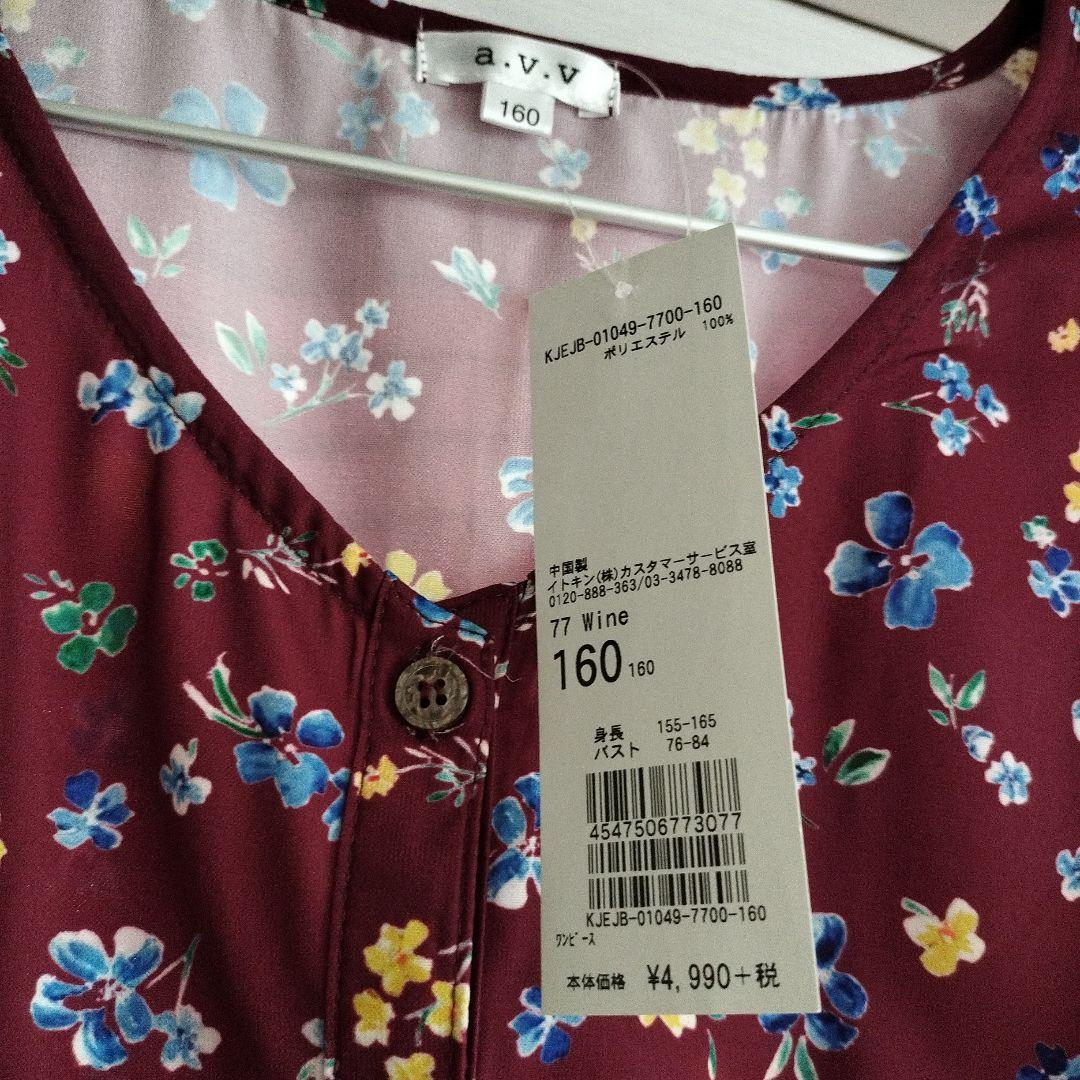 a.v.v
160
KJEJB-01049-7700-160
ポリエステル 100%
中国製
イトキン(株)カスタマーサービス室
0120-888-363/03-3478-8088
77 Wine
160 160
身長 155-165
バスト 76-84
4547506773077
KJEJB-01049-7700-160
ﾜﾝﾋﾟｰｽ
本体価格 ¥4,990+税